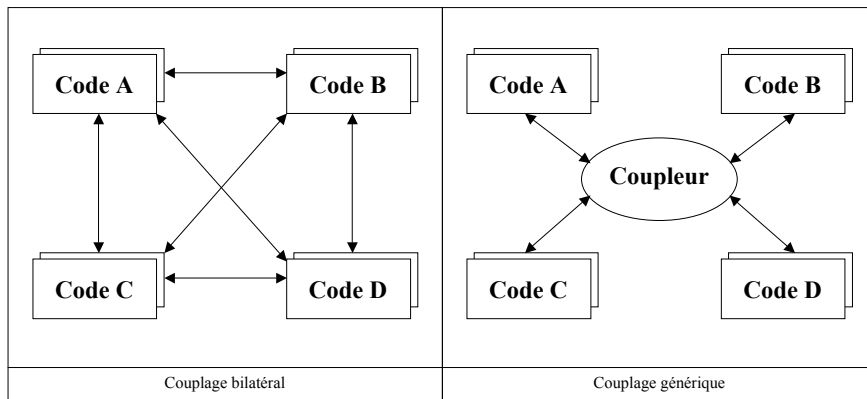 Code A
Code B
Code C
Code D
Couplage bilatéral
Code A
Code B
Coupleur
Code C
Code D
Couplage générique